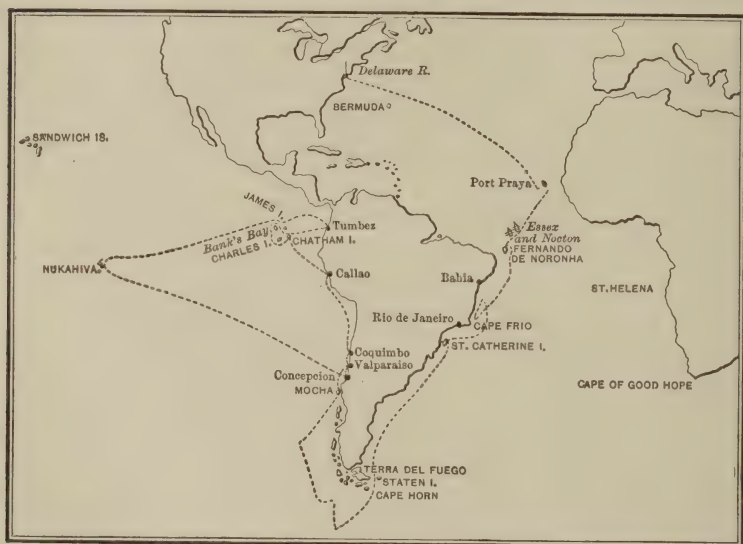 Delaware R.
BERMUDA
SANDWICH IS.
Port Praya
JAMES I.
Essex
and Nocton
FERNANDO
DE NORONHA
Tumbez
Bank's Bay
CHATHAM I.
CHARLES I.
NUKAHIVA
Callao
Bahia
ST. HELENA
Rio de Janeiro
CAPE FRIO
ST. CATHERINE I.
Coquimbo
Valparaiso
Concepcion
MOCHA
CAPE OF GOOD HOPE
TERRA DEL FUEGO
STATEN I.
CAPE HORN